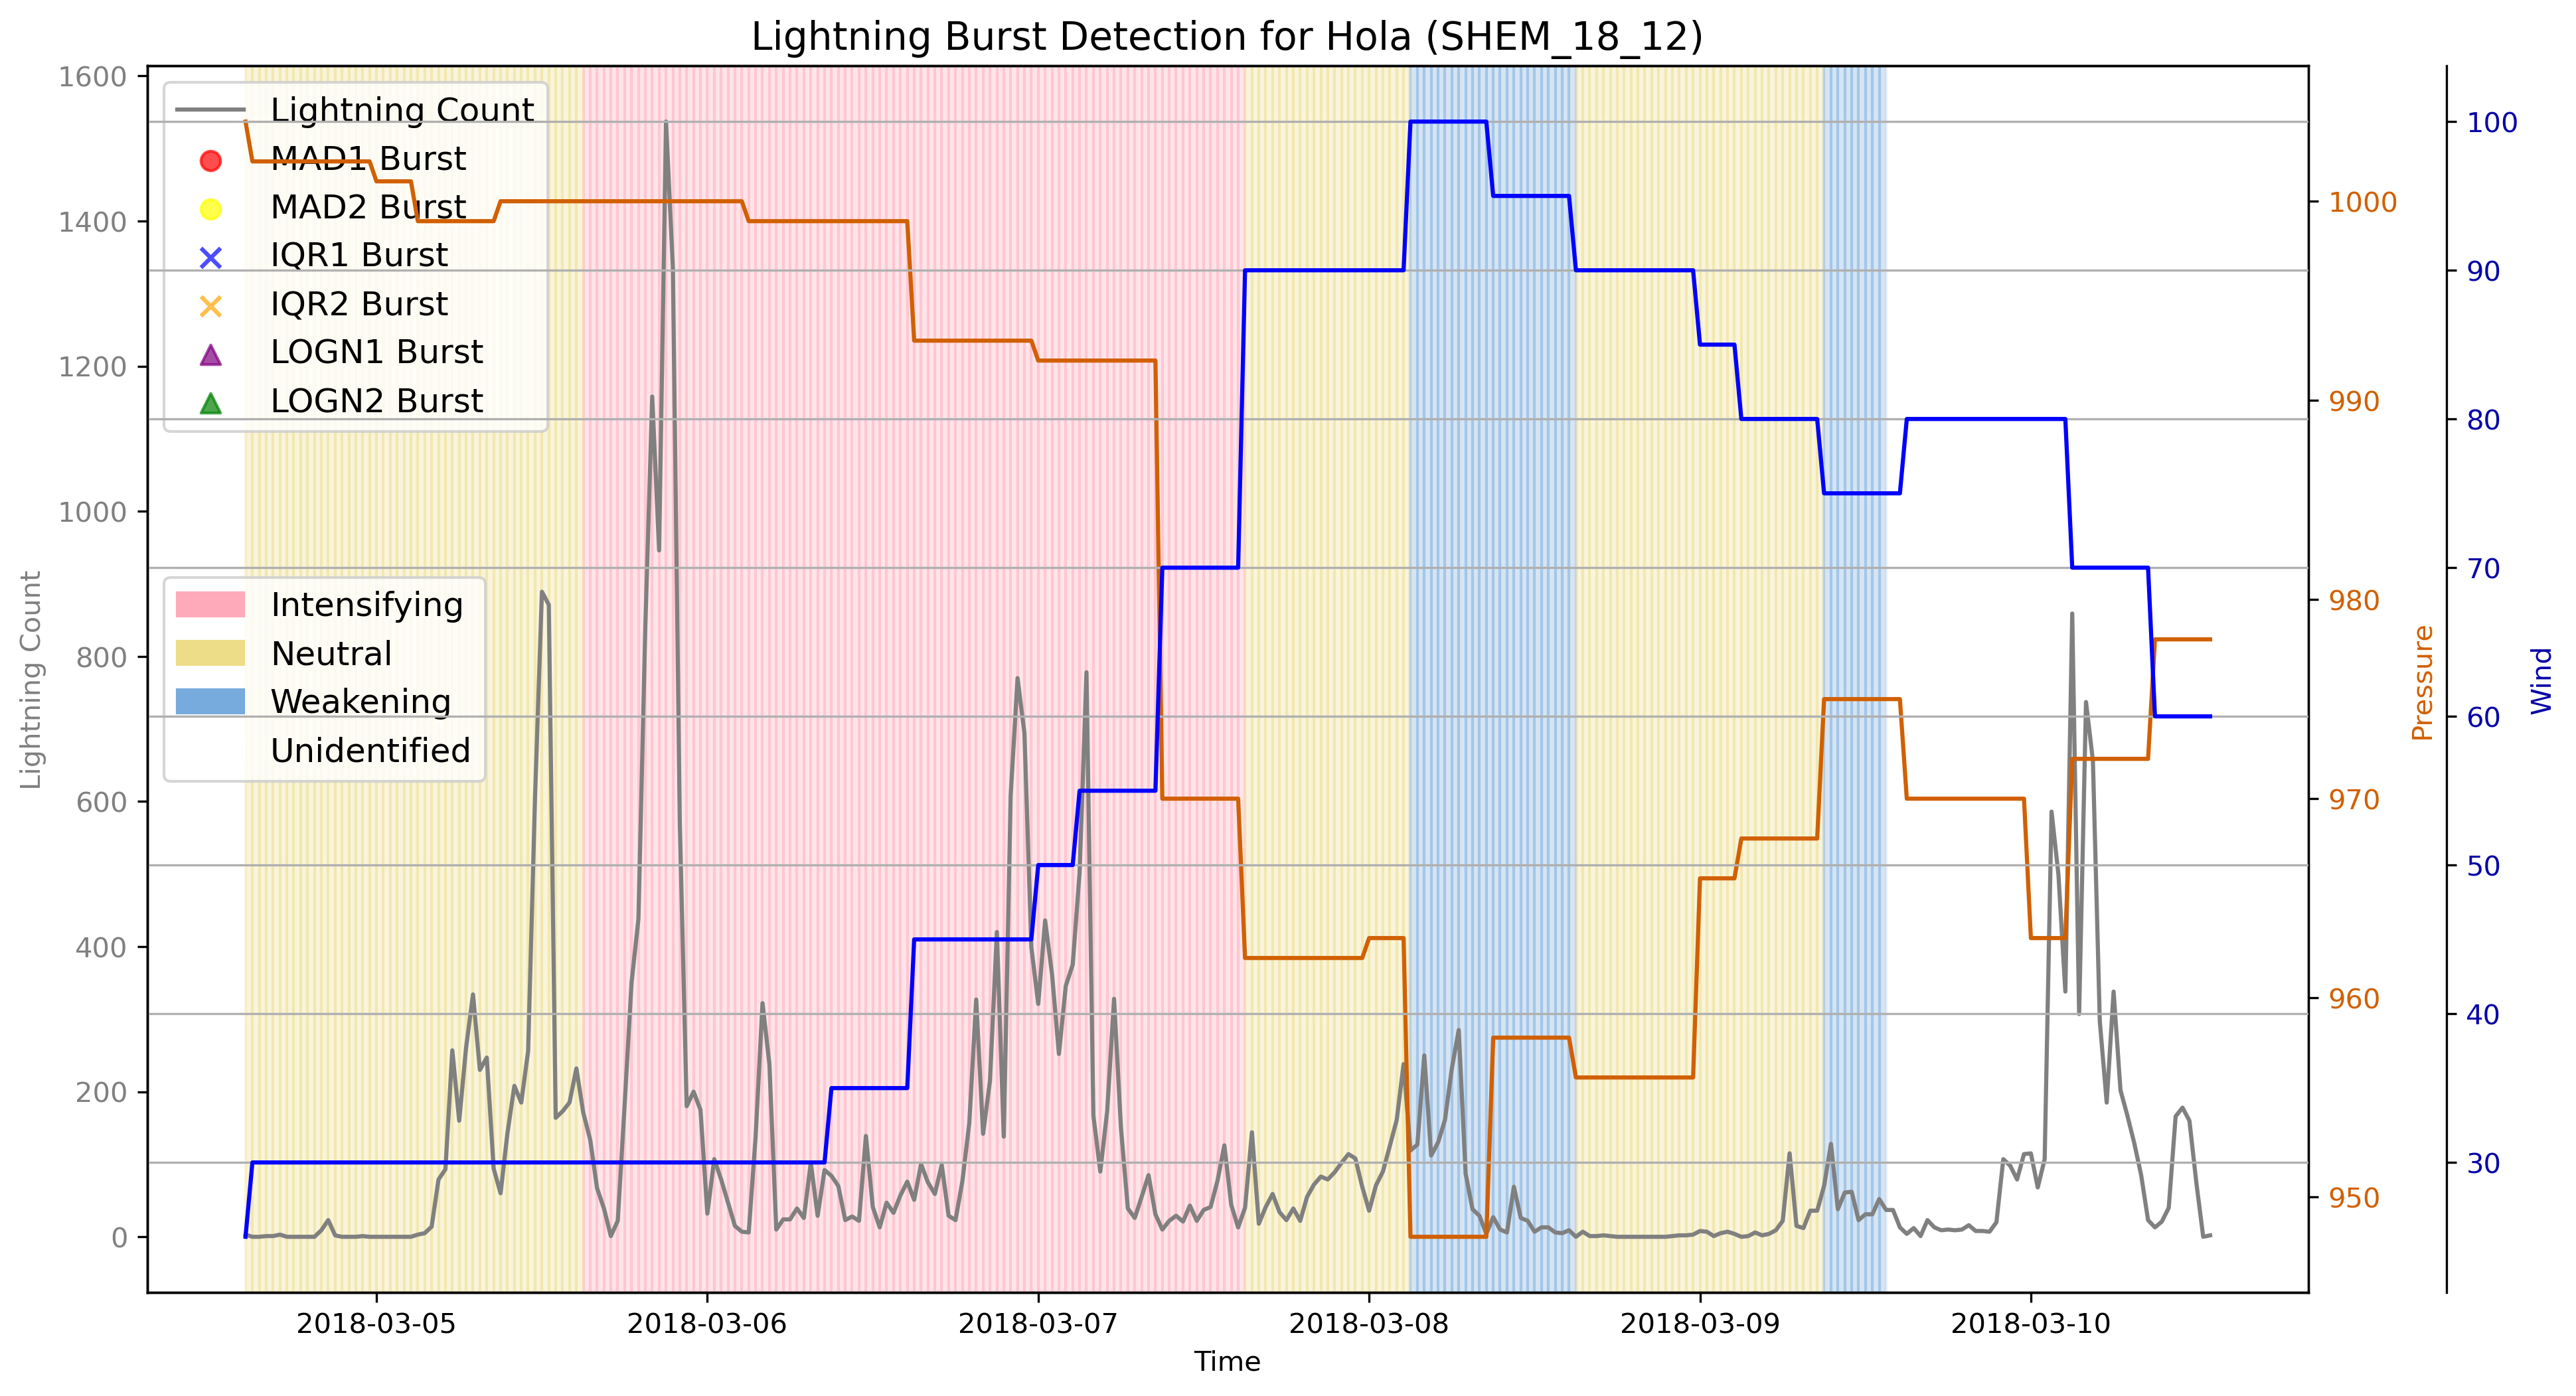 Lightning Burst Detection for Hola (SHEM_18_12)
1600
1400
1200
1000
800
600
400
200
0
Lightning Count
Lightning Count
MAD1 Burst
MAD2 Burst
IQR1 Burst
IQR2 Burst
LOGN1 Burst
LOGN2 Burst
Intensifying
Neutral
Weakening
Unidentified
1000
990
980
970
960
950
Pressure
100
90
80
70
60
50
40
30
Wind
2018-03-05
2018-03-06
2018-03-07
2018-03-08
2018-03-09
2018-03-10
Time